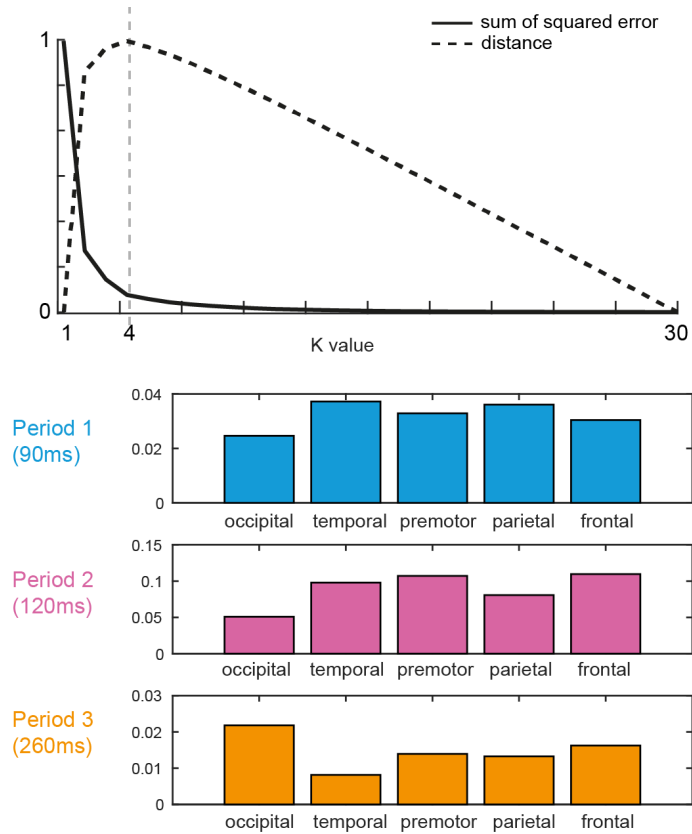 sum of squared error
distance
1
0
1 4 30
K value
Period 1
(90ms)
0.04
0.02
0
occipital temporal premotor parietal frontal
Period 2
(120ms)
0.15
0.1
0.05
0
occipital temporal premotor parietal frontal
Period 3
(260ms)
0.03
0.02
0.01
0
occipital temporal premotor parietal frontal